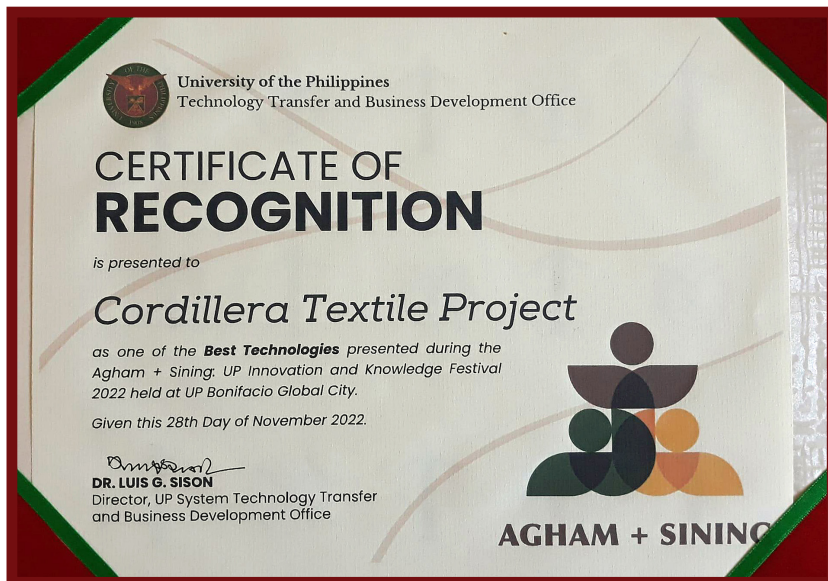 University of the Philippines
Technology Transfer and Business Development Office
CERTIFICATE OF
RECOGNITION
is presented to
Cordillera Textile Project
as one of the Best Technologies presented during the
Agham + Sining: UP Innovation and Knowledge Festival
2022 held at UP Bonifacio Global City.
Given this 28th Day of November 2022.
DR. LUIS G. SISON
Director, UP System Technology Transfer
and Business Development Office
AGHAM + SINING